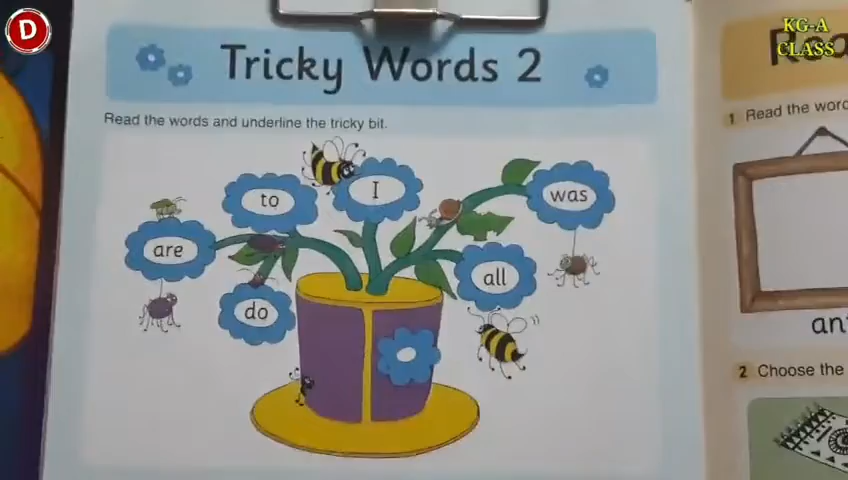 D
KG-A
CLASS
Tricky Words 2
Read the words and underline the tricky bit.
to
I
was
are
all
do
1 Read the word
an
2 Choose the